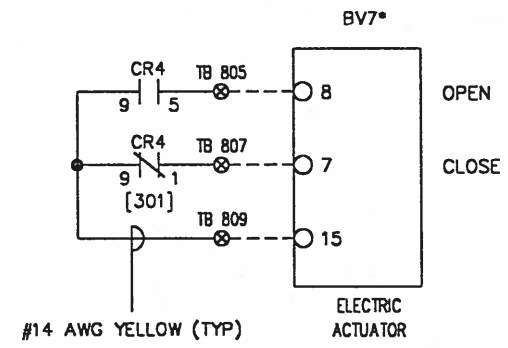 BV7*
CR4 TB 805
9 5 8 OPEN
CR4 TB 807
9 1 7 CLOSE
[301]
TB 809
15
#14 AWG YELLOW (TYP)
ELECTRIC
ACTUATOR